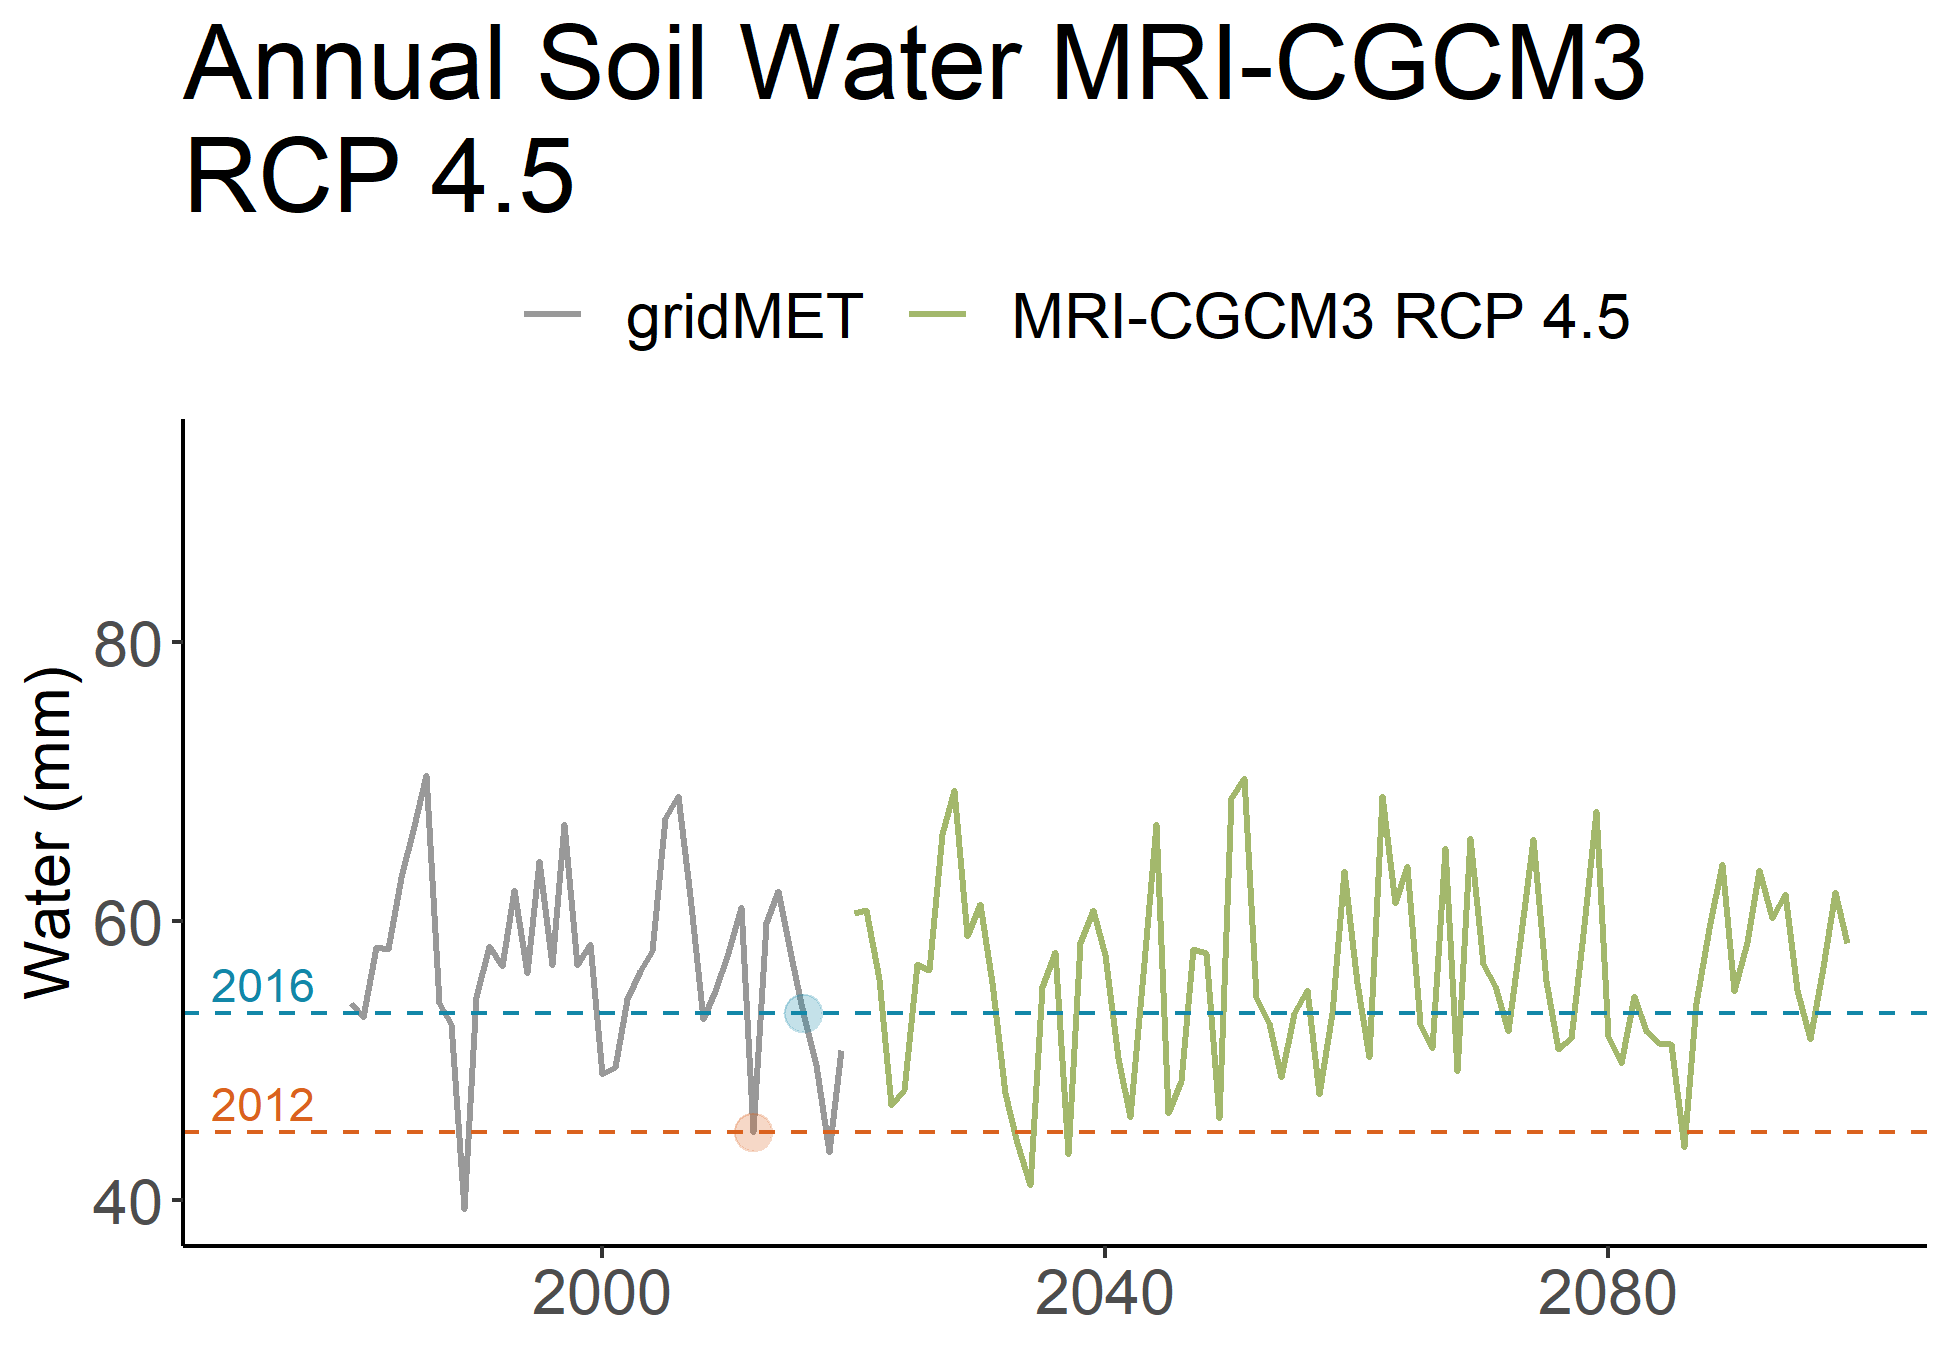 Annual Soil Water MRI-CGCM3
RCP 4.5
gridMET MRI-CGCM3 RCP 4.5
Water (mm)
80
60
40
2016
2012
2000 2040 2080